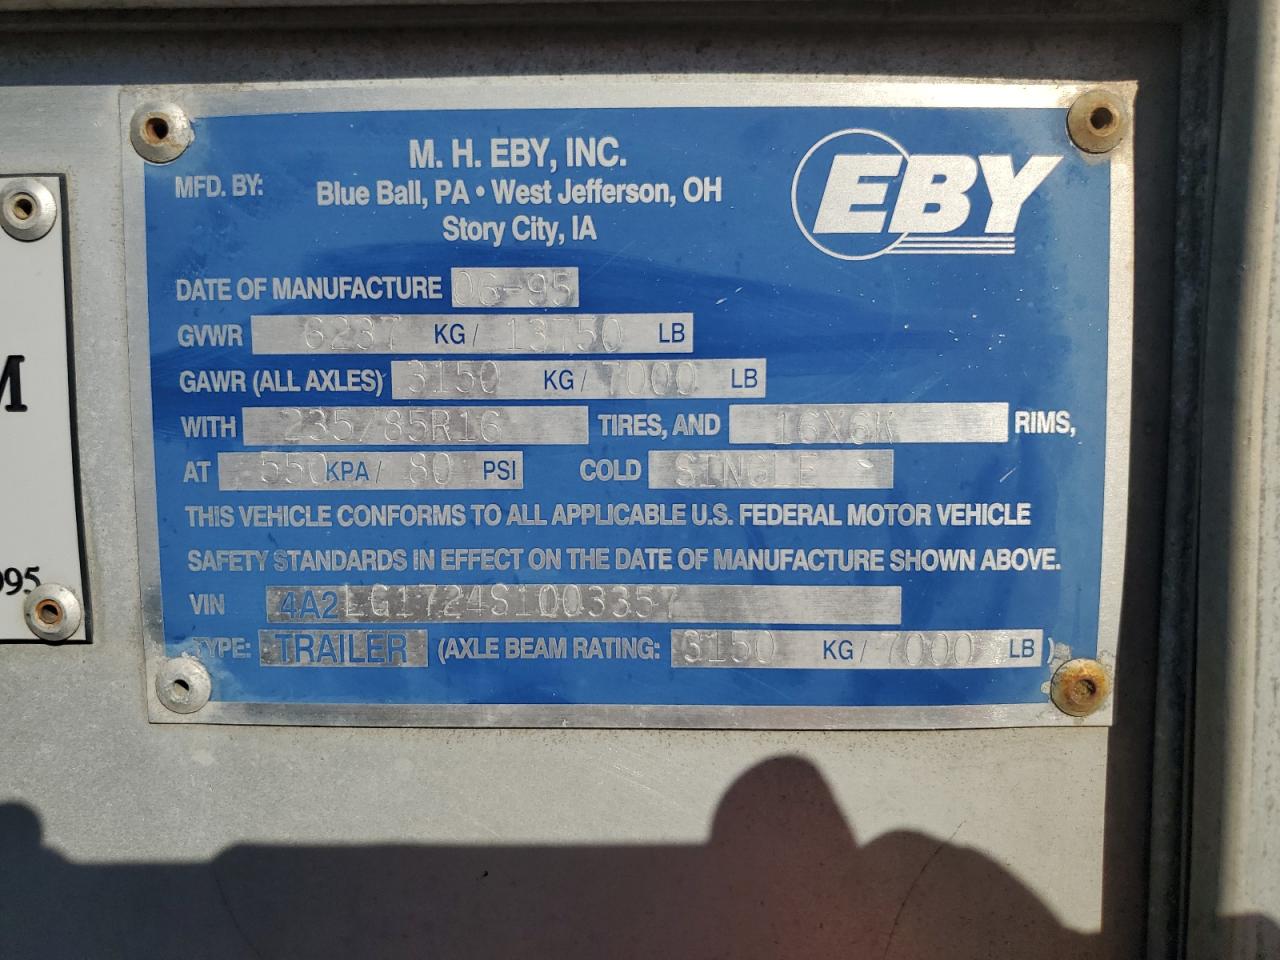 M. H. EBY, INC.
MFD. BY: Blue Ball, PA • West Jefferson, OH
Story City, IA
EBY
DATE OF MANUFACTURE 06-95
GVWR 6237 KG/ 13750 LB
GAWR (ALL AXLES) 3150 KG/ 7000 LB
WITH 235/85R16 TIRES, AND 16X6K RIMS,
AT 550 KPA/ 80 PSI COLD SINGLE
THIS VEHICLE CONFORMS TO ALL APPLICABLE U.S. FEDERAL MOTOR VEHICLE
SAFETY STANDARDS IN EFFECT ON THE DATE OF MANUFACTURE SHOWN ABOVE.
VIN 4A2LG1724S1003357
TYPE: TRAILER (AXLE BEAM RATING: 3150 KG/ 7000 LB)
M
995